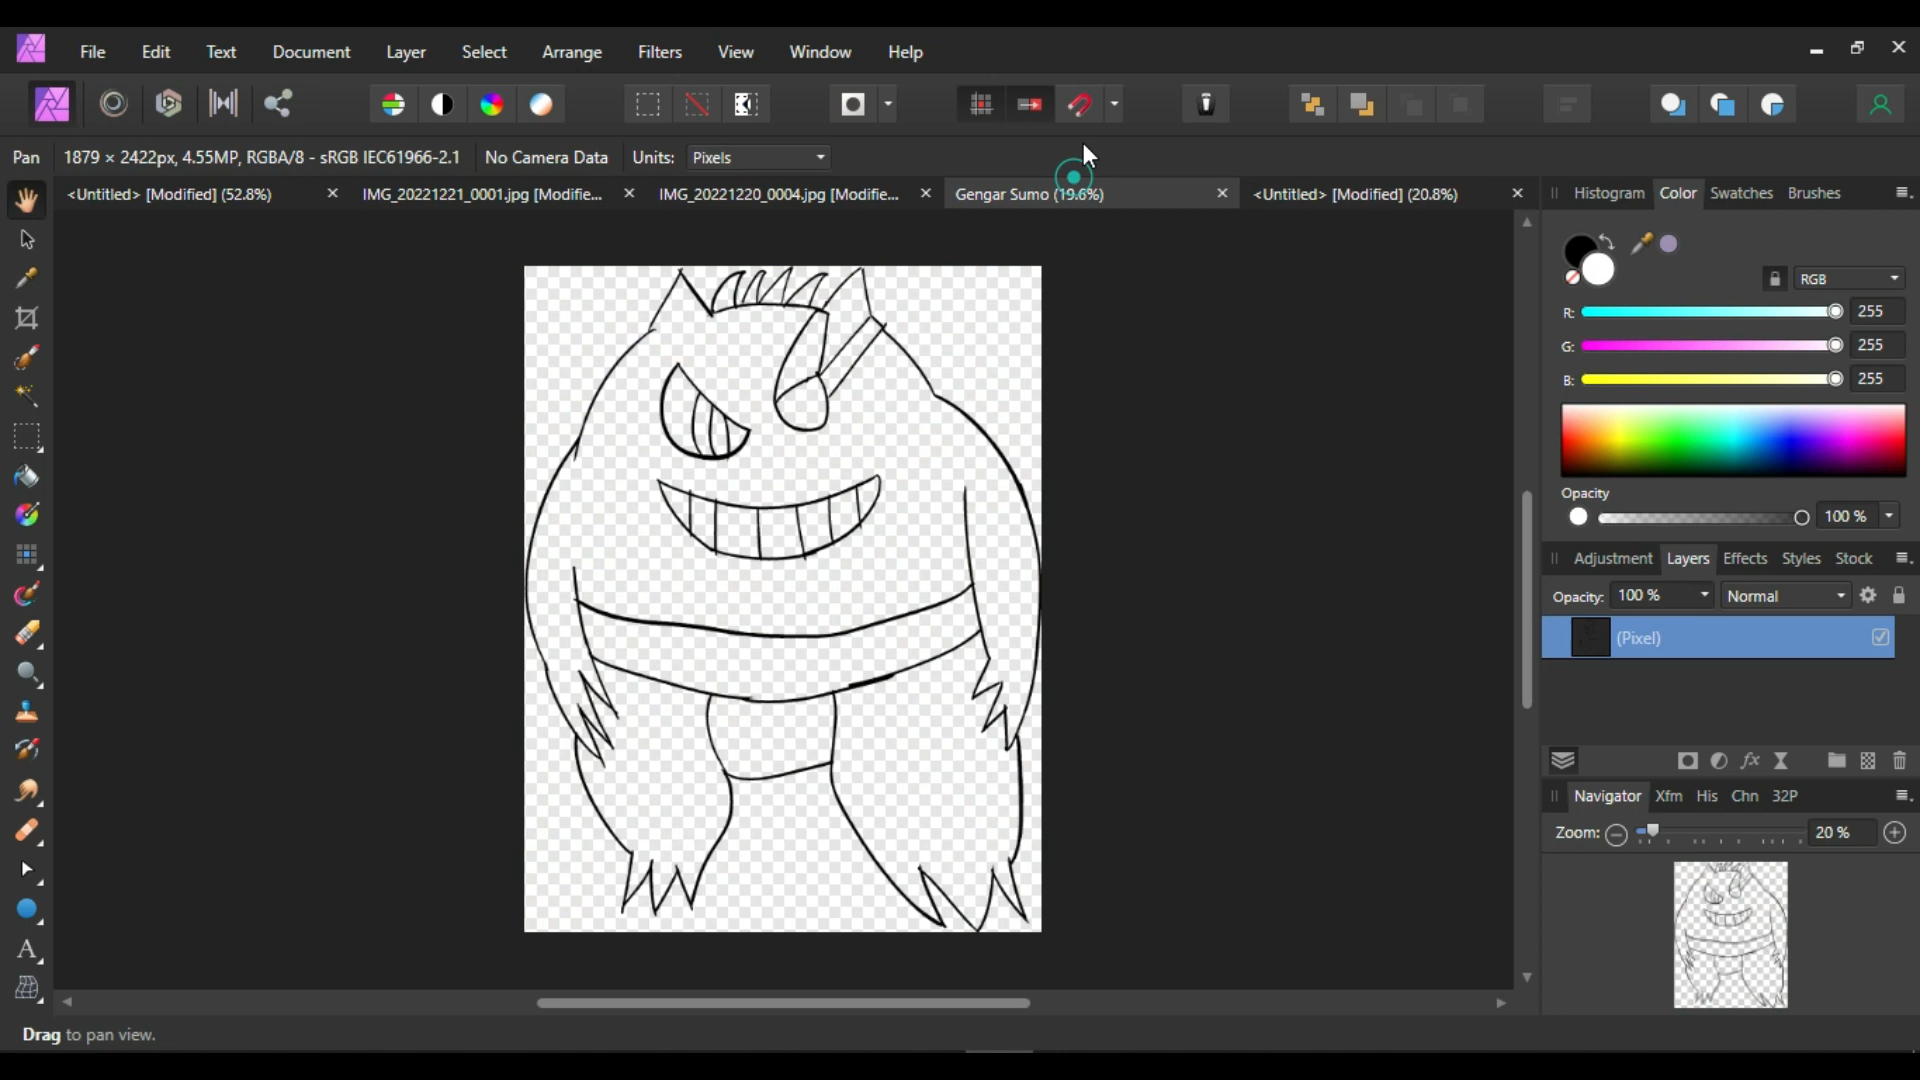 File Edit Text Document Layer Select Arrange Filters View Window Help
Pan 1879 × 2422px, 4.55MP, RGBA/8 - sRGB IEC61966-2.1 No Camera Data Units: Pixels
<Untitled> [Modified] (52.8%) IMG_20221221_0001.jpg [Modifie... IMG_20221220_0004.jpg [Modifie... Gengar Sumo (19.6%) <Untitled> [Modified] (20.8%)
Histogram Color Swatches Brushes
RGB
R: 255
G: 255
B: 255
Opacity
100 %
Adjustment Layers Effects Styles Stock
Opacity: 100 % Normal
(Pixel)
Navigator Xfm His Chn 32P
Zoom: 20 %
Drag to pan view.